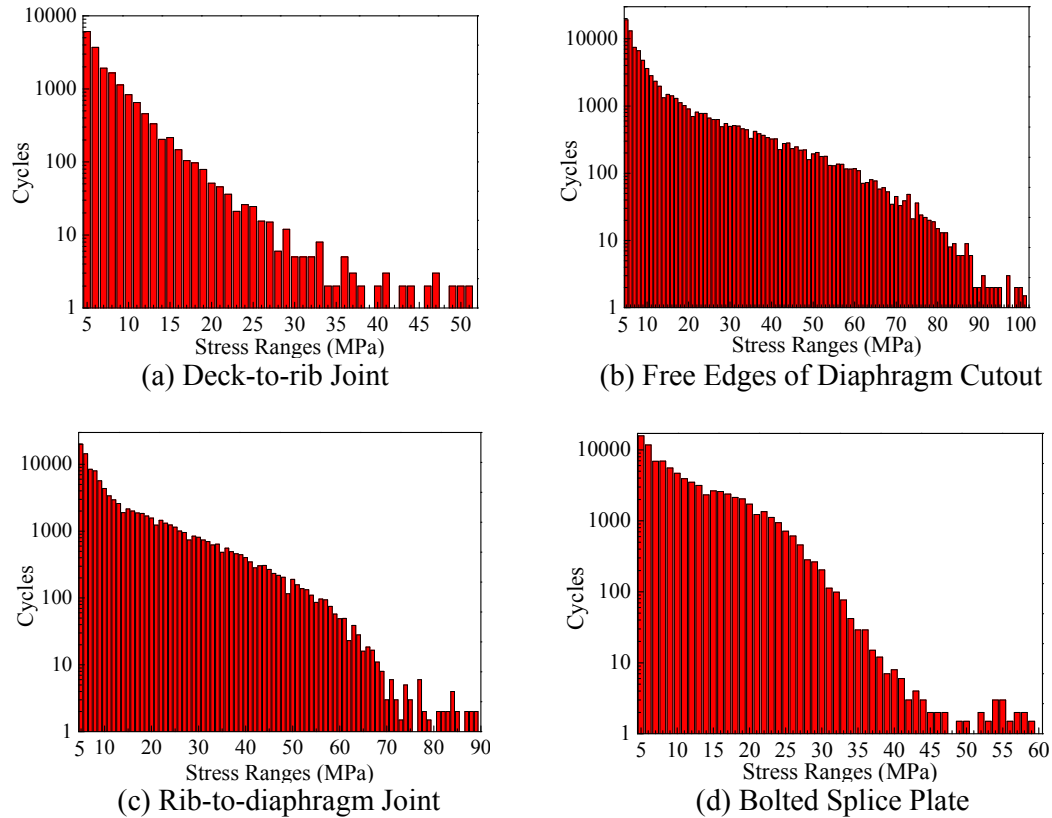 10000
1000
100
10
1
Cycles
5 10 15 20 25 30 35 40 45 50
Stress Ranges (MPa)
(a) Deck-to-rib Joint
10000
1000
100
10
1
Cycles
5 10 20 30 40 50 60 70 80 90 100
Stress Ranges (MPa)
(b) Free Edges of Diaphragm Cutout
10000
1000
100
10
1
Cycles
5 10 20 30 40 50 60 70 80 90
Stress Ranges (MPa)
(c) Rib-to-diaphragm Joint
10000
1000
100
10
1
Cycles
5 10 15 20 25 30 35 40 45 50 55 60
Stress Ranges (MPa)
(d) Bolted Splice Plate